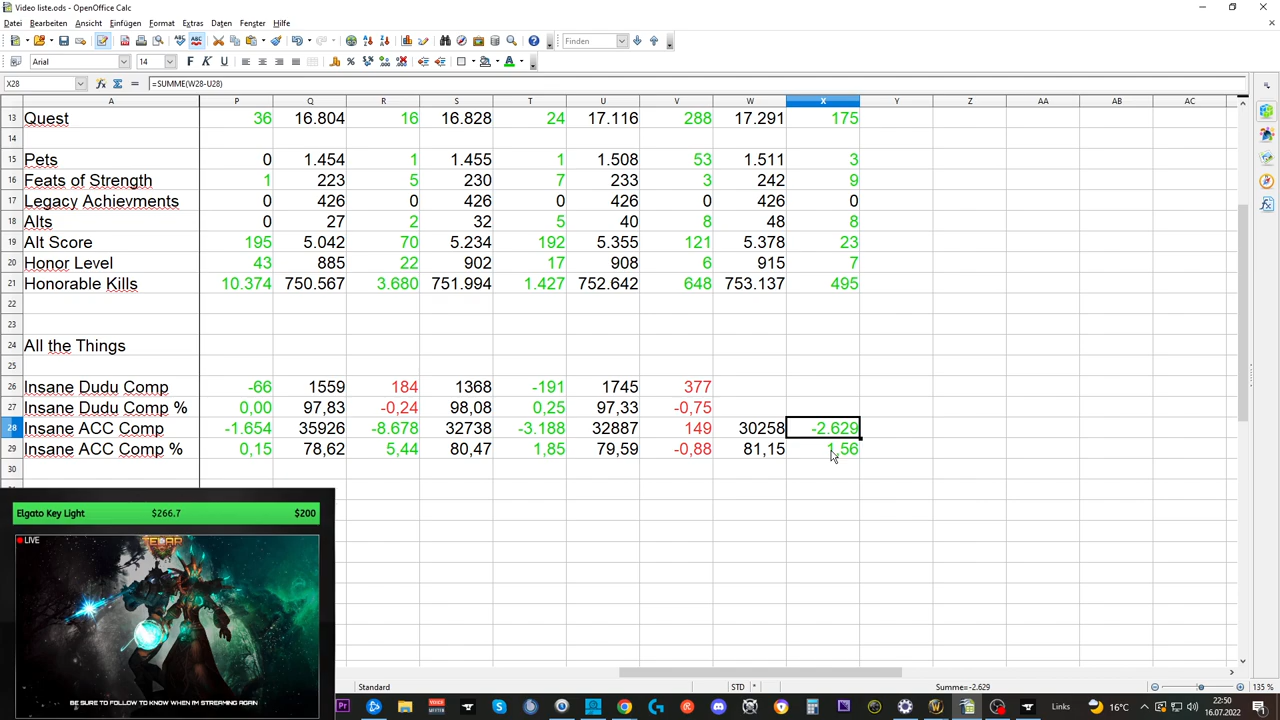 Video liste.ods - OpenOffice Calc
Datei Bearbeiten Ansicht Einfügen Format Extras Daten Fenster Hilfe
Finden
Arial 14
X28 =SUMME(W28-U28)
A P Q R S T U V W X Y Z AA AB AC
13 Quest 36 16.804 16 16.828 24 17.116 288 17.291 175
14
15 Pets 0 1.454 1 1.455 1 1.508 53 1.511 3
16 Feats of Strength 1 223 5 230 7 233 3 242 9
17 Legacy Achievments 0 426 0 426 0 426 0 426 0
18 Alts 0 27 2 32 5 40 8 48 8
19 Alt Score 195 5.042 70 5.234 192 5.355 121 5.378 23
20 Honor Level 43 885 22 902 17 908 6 915 7
21 Honorable Kills 10.374 750.567 3.680 751.994 1.427 752.642 648 753.137 495
22
23
24 All the Things
25
26 Insane Dudu Comp -66 1559 184 1368 -191 1745 377
27 Insane Dudu Comp % 0,00 97,83 -0,24 98,08 0,25 97,33 -0,75
28 Insane ACC Comp -1.654 35926 -8.678 32738 -3.188 32887 149 30258 -2.629
29 Insane ACC Comp % 0,15 78,62 5,44 80,47 1,85 79,59 -0,88 81,15 1,56
30
Elgato Key Light $266.7 $200
LIVE
BE SURE TO FOLLOW TO KNOW WHEN I'M STREAMING AGAIN
Standard STD * Summe=-2.629 135 %
Links 16°C 22:50
16.07.2022